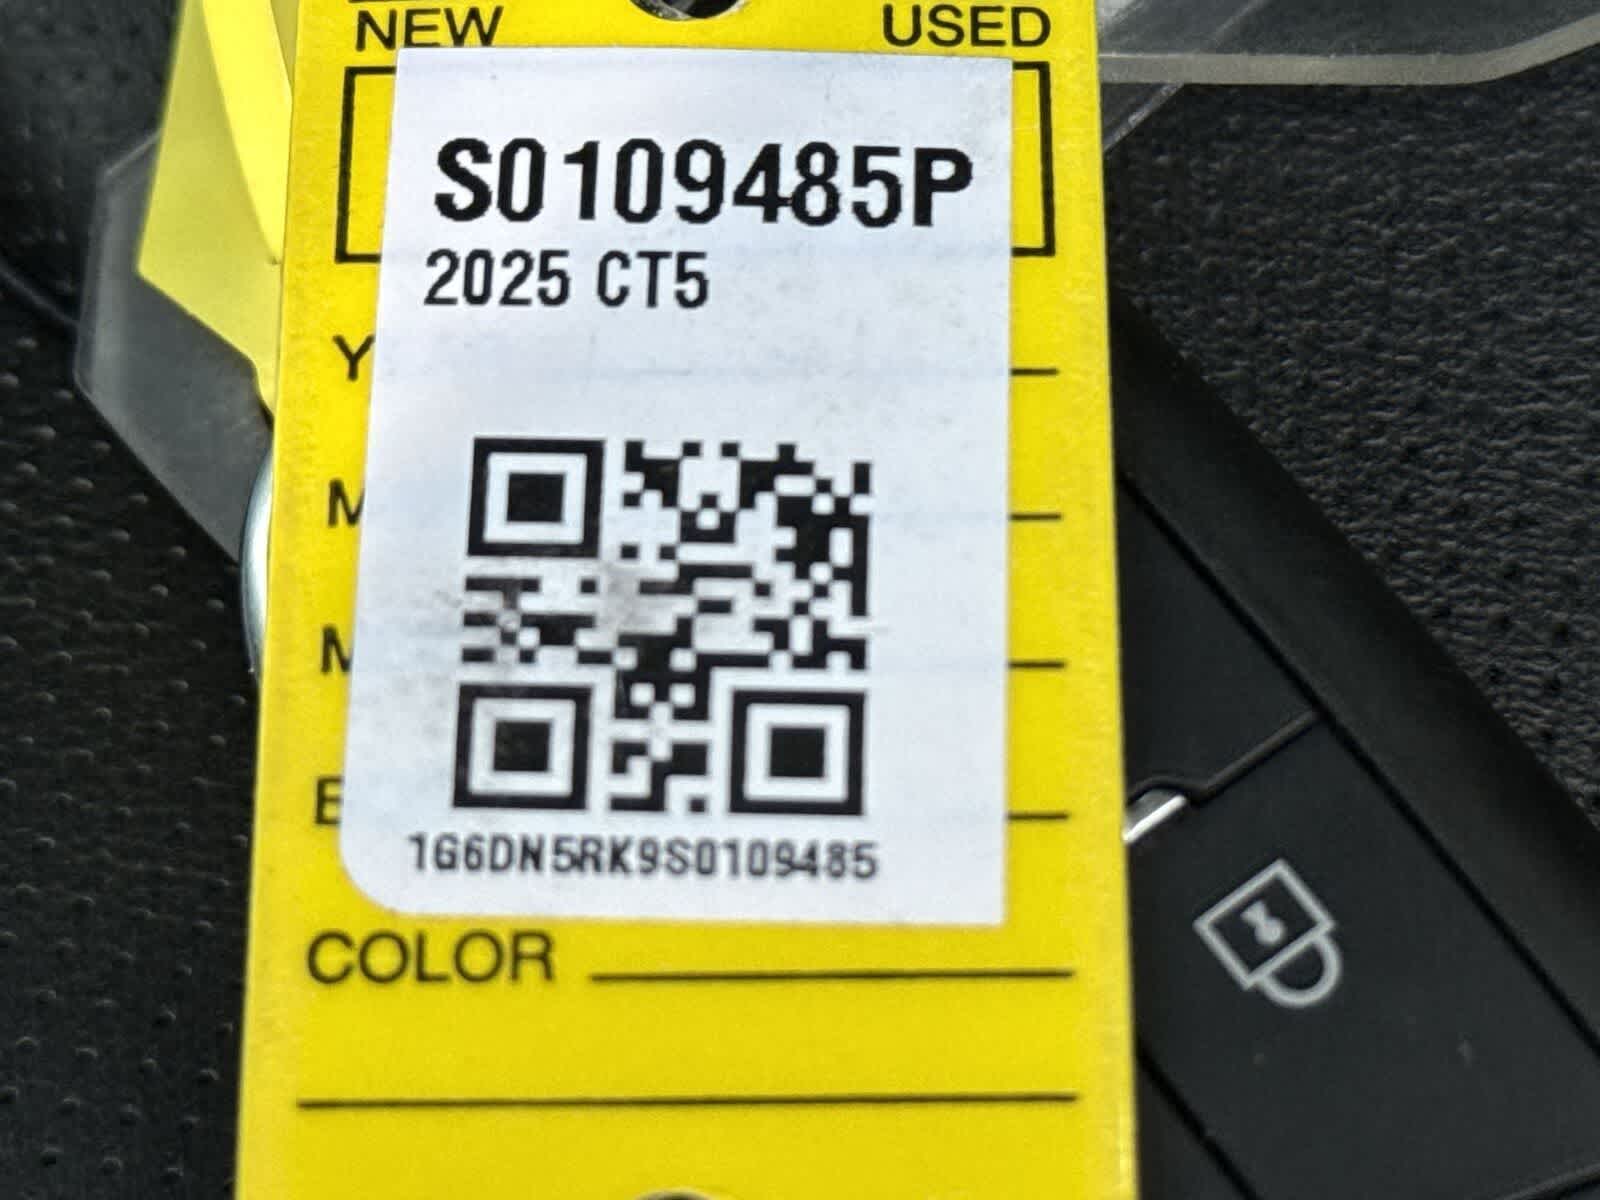 NEW USED
S0109485P
2025 CT5
Y
M
M
E
1G6DN5RK9S0109485
COLOR